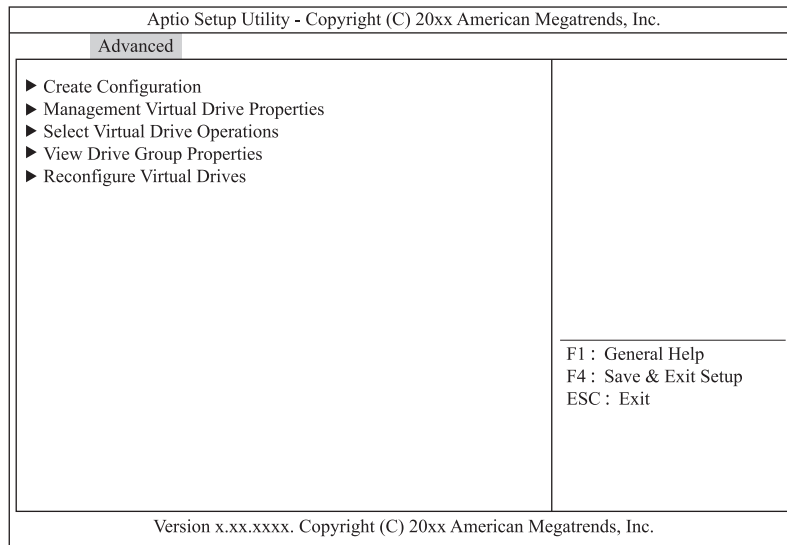 Aptio Setup Utility - Copyright (C) 20xx American Megatrends, Inc.
Advanced
▶ Create Configuration
▶ Management Virtual Drive Properties
▶ Select Virtual Drive Operations
▶ View Drive Group Properties
▶ Reconfigure Virtual Drives
F1 : General Help
F4 : Save & Exit Setup
ESC : Exit
Version x.xx.xxxx. Copyright (C) 20xx American Megatrends, Inc.